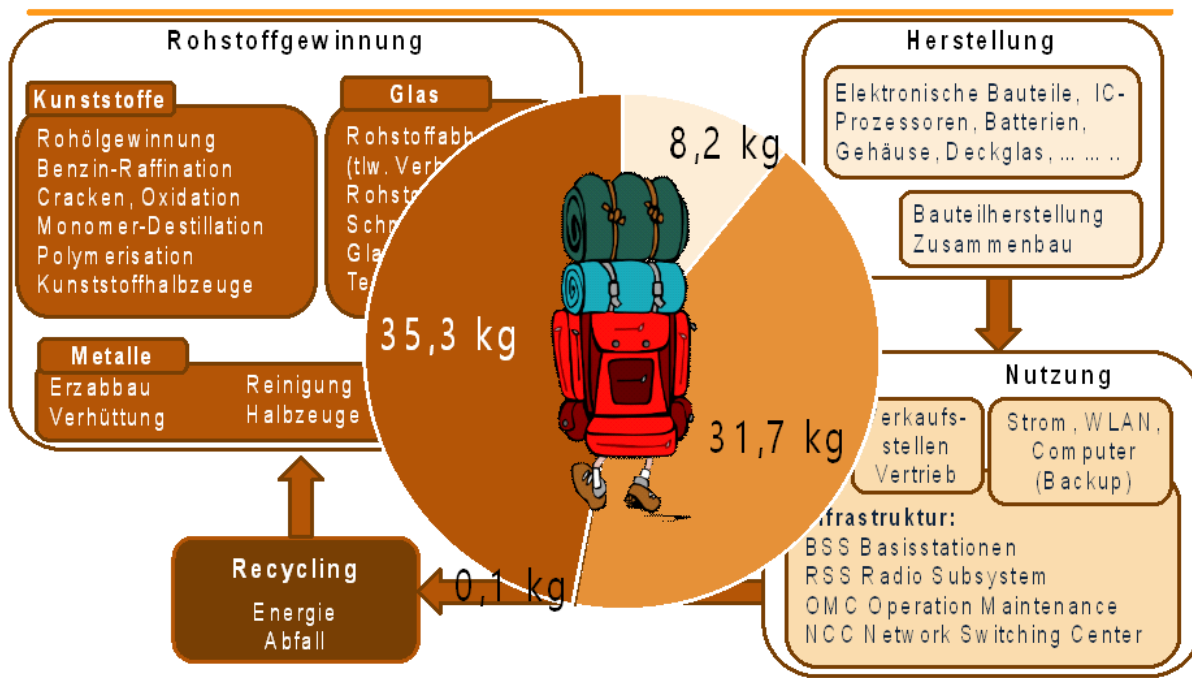 Rohstoffgewinnung
Kunststoffe
Rohölgewinnung
Benzin-Raffination
Cracken, Oxidation
Monomer-Destillation
Polymerisation
Kunststoffhalbzeuge
Glas
(tlw.
Metalle
Erzabbau
Verhüttung
Reinigung
Halbzeuge
35,3 kg
8,2 kg
31,7 kg
0,1 kg
Herstellung
Elektronische Bauteile, IC-
Prozessoren, Batterien,
Gehäuse, Deckglas, ... ... ..
Bauteilherstellung
Zusammenbau
Nutzung
erkaufs-
stellen
Vertrieb
Strom, WLAN,
Computer
(Backup)
nfrastruktur:
BSS Basisstationen
RSS Radio Subsystem
OMC Operation Maintenance
NCC Network Switching Center
Recycling
Energie
Abfall